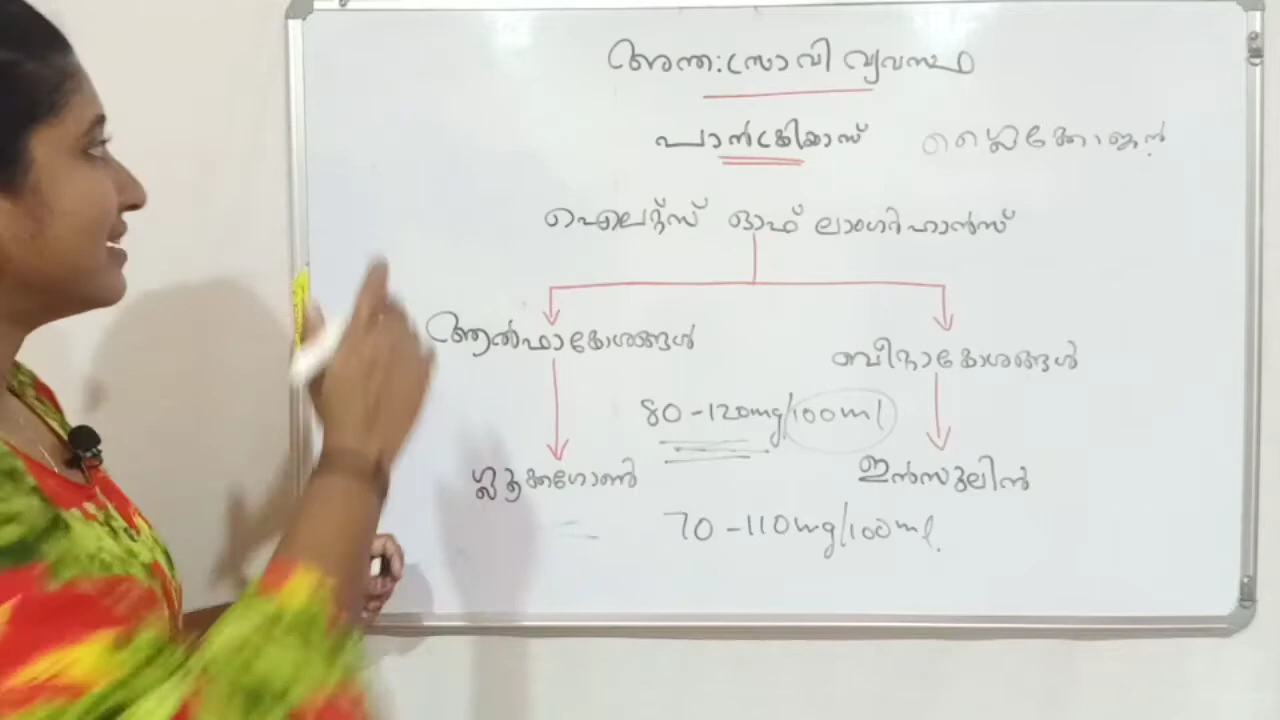 അന്തഃസ്രാവി വ്യവസ്ഥ
പാൻക്രിയാസ് ഗ്ലൈക്കോജൻ
ഐലറ്റ്സ് ഓഫ് ലാംഗർഹാൻസ്
ആൽഫാകോശങ്ങൾ ബീറ്റാകോശങ്ങൾ
80-120mg/100ml
ഗ്ലൂക്കഗോൺ ഇൻസുലിൻ
70-110mg/100ml.